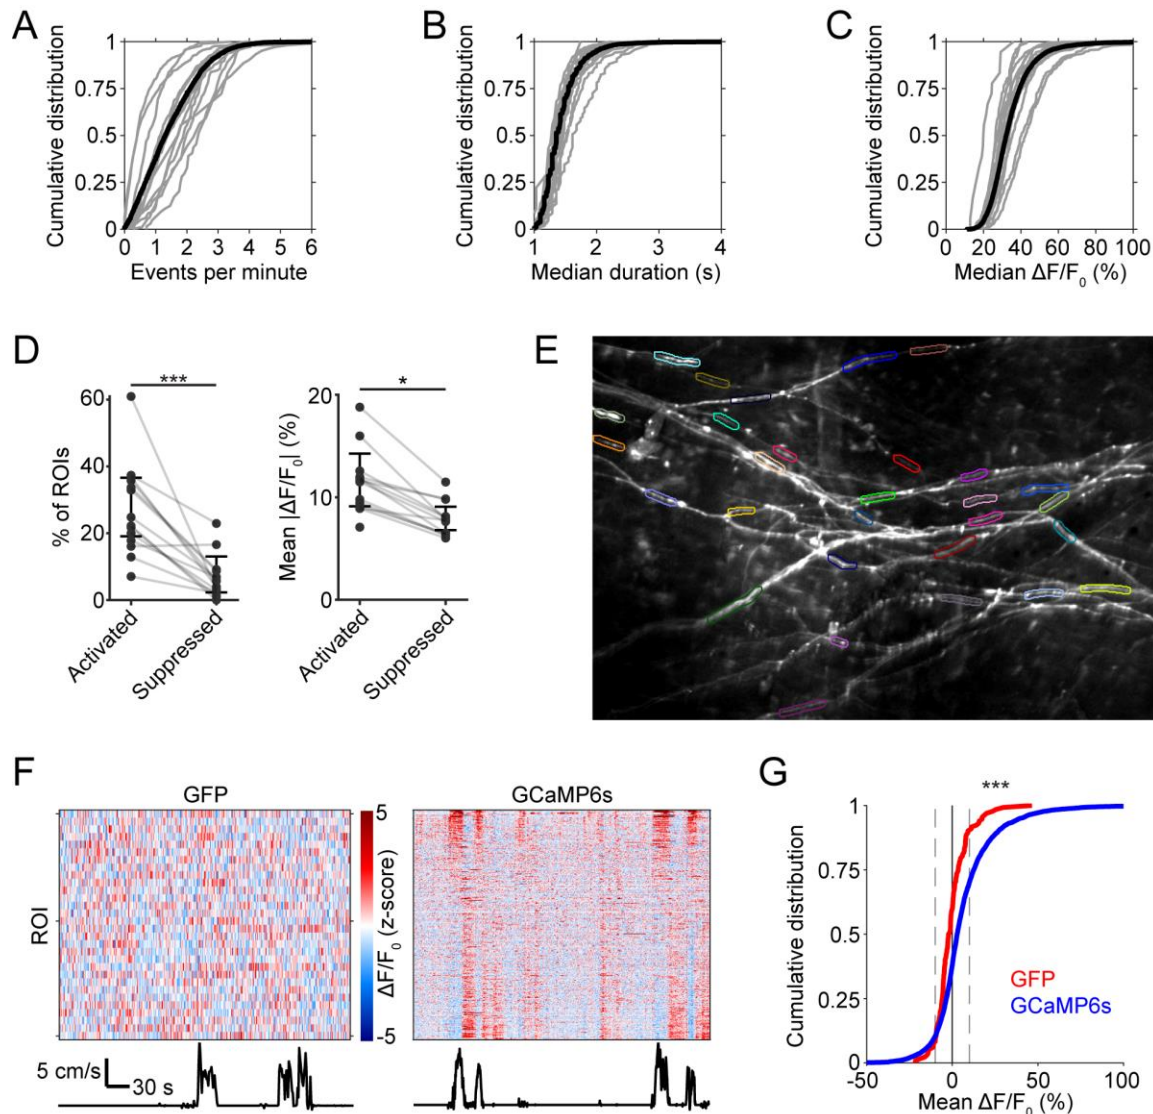 A
Cumulative distribution
1
0.75
0.5
0.25
0
0 1 2 3 4 5 6
Events per minute
B
Cumulative distribution
1
0.75
0.5
0.25
0
1 2 3 4
Median duration (s)
C
Cumulative distribution
1
0.75
0.5
0.25
0
0 20 40 60 80 100
Median ΔF/F₀ (%)
D
% of ROIs
60
40
20
0
***
Activated
Suppressed
Mean |ΔF/F₀| (%)
20
10
0
*
Activated
Suppressed
E
F
GFP
ROI
5
ΔF/F₀ (z-score)
-5
5 cm/s
30 s
GCaMP6s
G
***
Cumulative distribution
1
0.75
0.5
0.25
0
GFP
GCaMP6s
-50 0 50 100
Mean ΔF/F₀ (%)